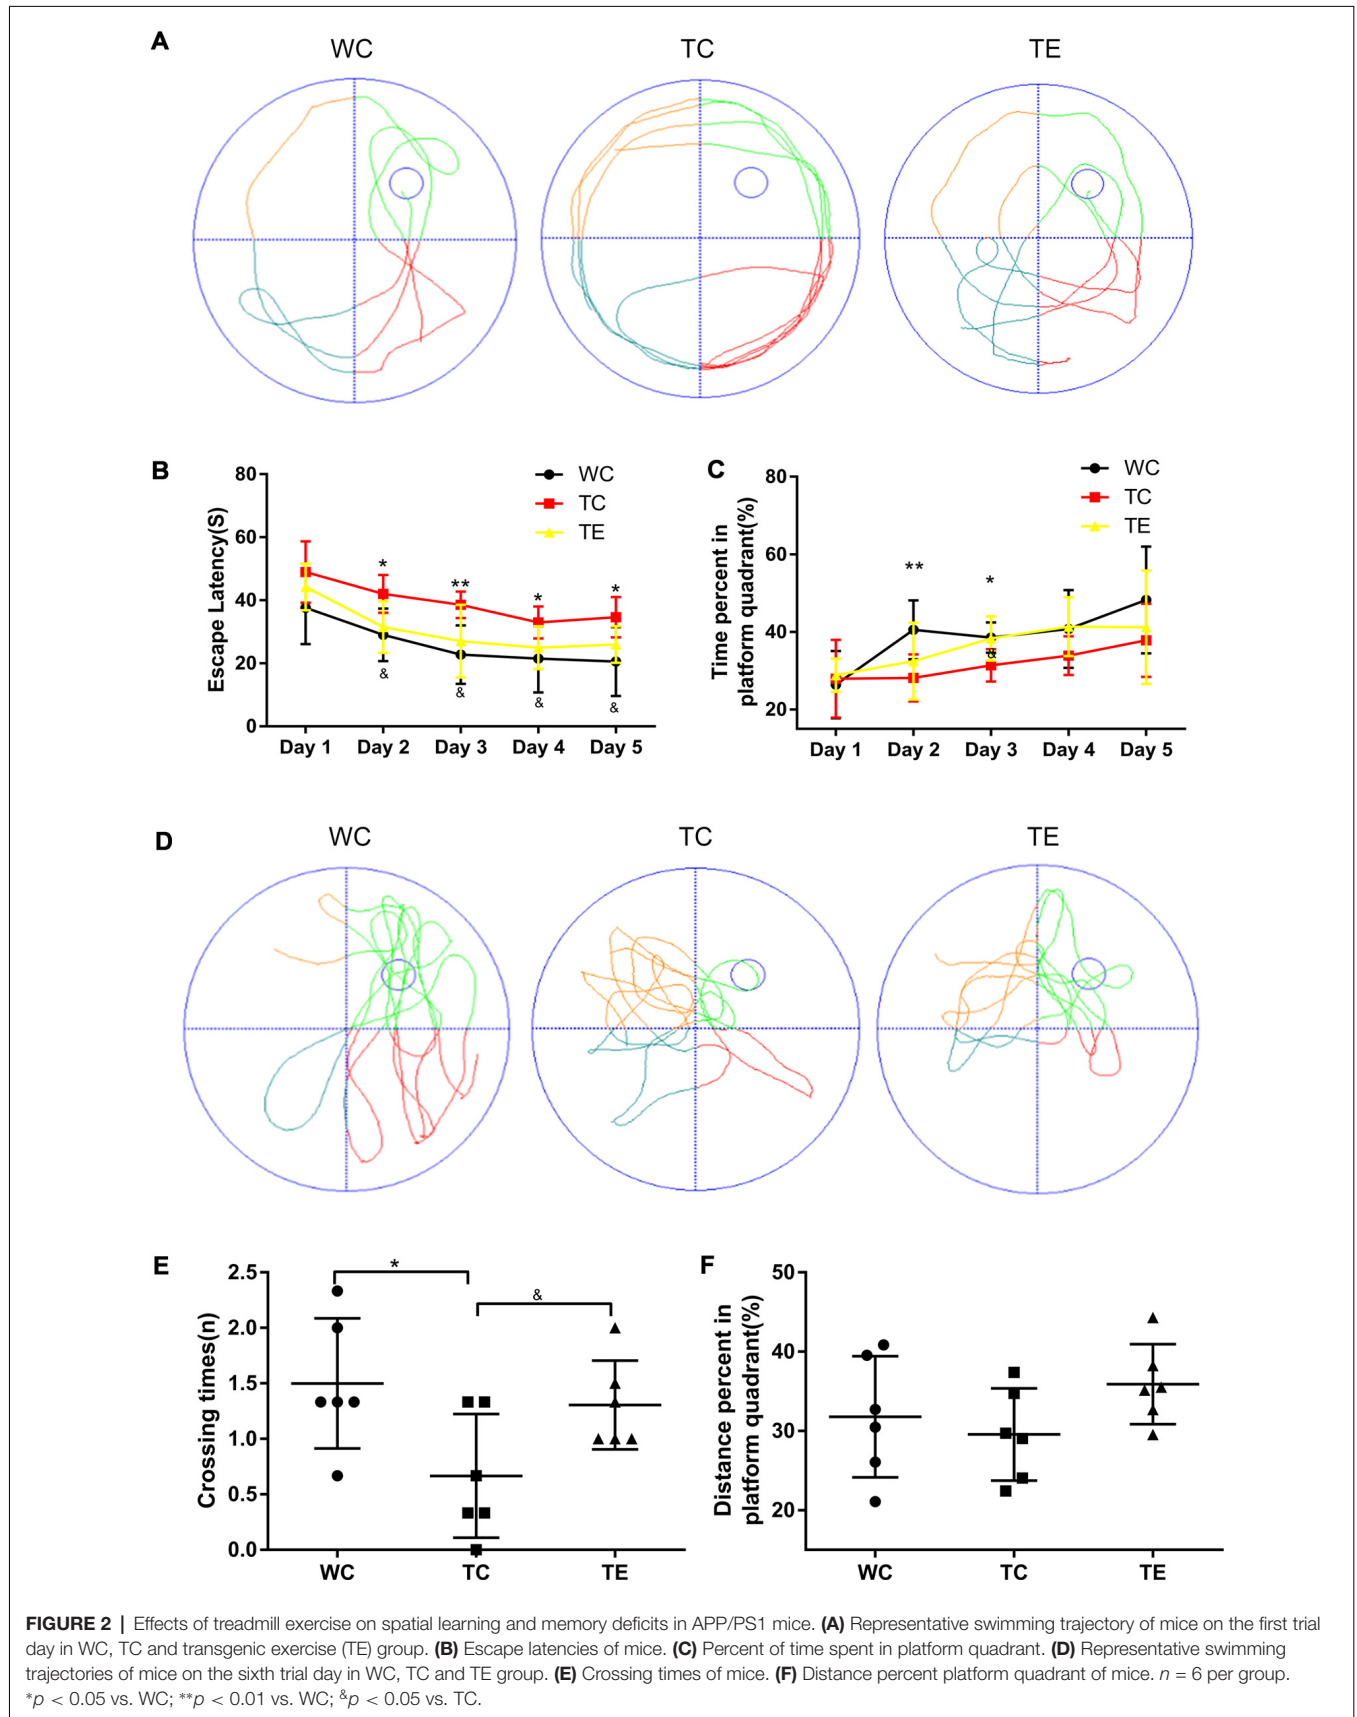 A
WC
TC
TE
B
80
60
40
20
0
Escape Latency(S)
WC
TC
TE
*
**
*
*
&
&
&
&
Day 1
Day 2
Day 3
Day 4
Day 5
C
80
60
40
20
Time percent in
platform quadrant(%)
WC
TC
TE
**
*
&
Day 1
Day 2
Day 3
Day 4
Day 5
D
WC
TC
TE
E
2.5
2.0
1.5
1.0
0.5
0.0
Crossing times(n)
*
&
WC
TC
TE
F
50
40
30
20
Distance percent in
platform quadrant(%)
WC
TC
TE
FIGURE 2 | Effects of treadmill exercise on spatial learning and memory deficits in APP/PS1 mice. (A) Representative swimming trajectory of mice on the first trial
day in WC, TC and transgenic exercise (TE) group. (B) Escape latencies of mice. (C) Percent of time spent in platform quadrant. (D) Representative swimming
trajectories of mice on the sixth trial day in WC, TC and TE group. (E) Crossing times of mice. (F) Distance percent platform quadrant of mice. n = 6 per group.
*p < 0.05 vs. WC; **p < 0.01 vs. WC; &p < 0.05 vs. TC.